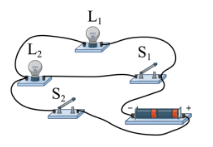 L₁
L₂ S₁
S₂
− +